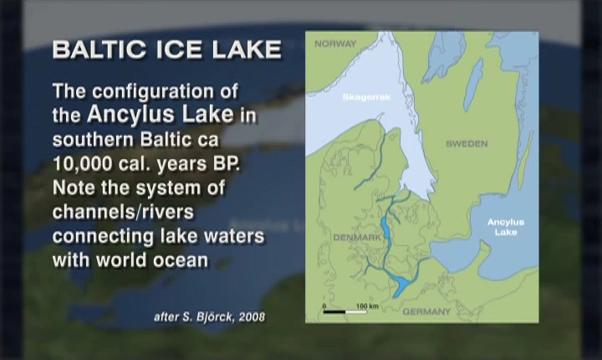 BALTIC ICE LAKE
The configuration of
the Ancylus Lake in
southern Baltic ca
10,000 cal. years BP.
Note the system of
channels/rivers
connecting lake waters
with world ocean
after S. Björck, 2008
NORWAY
Skagerrak
SWEDEN
Ancylus
Lake
DENMARK
GERMANY
0 100 km